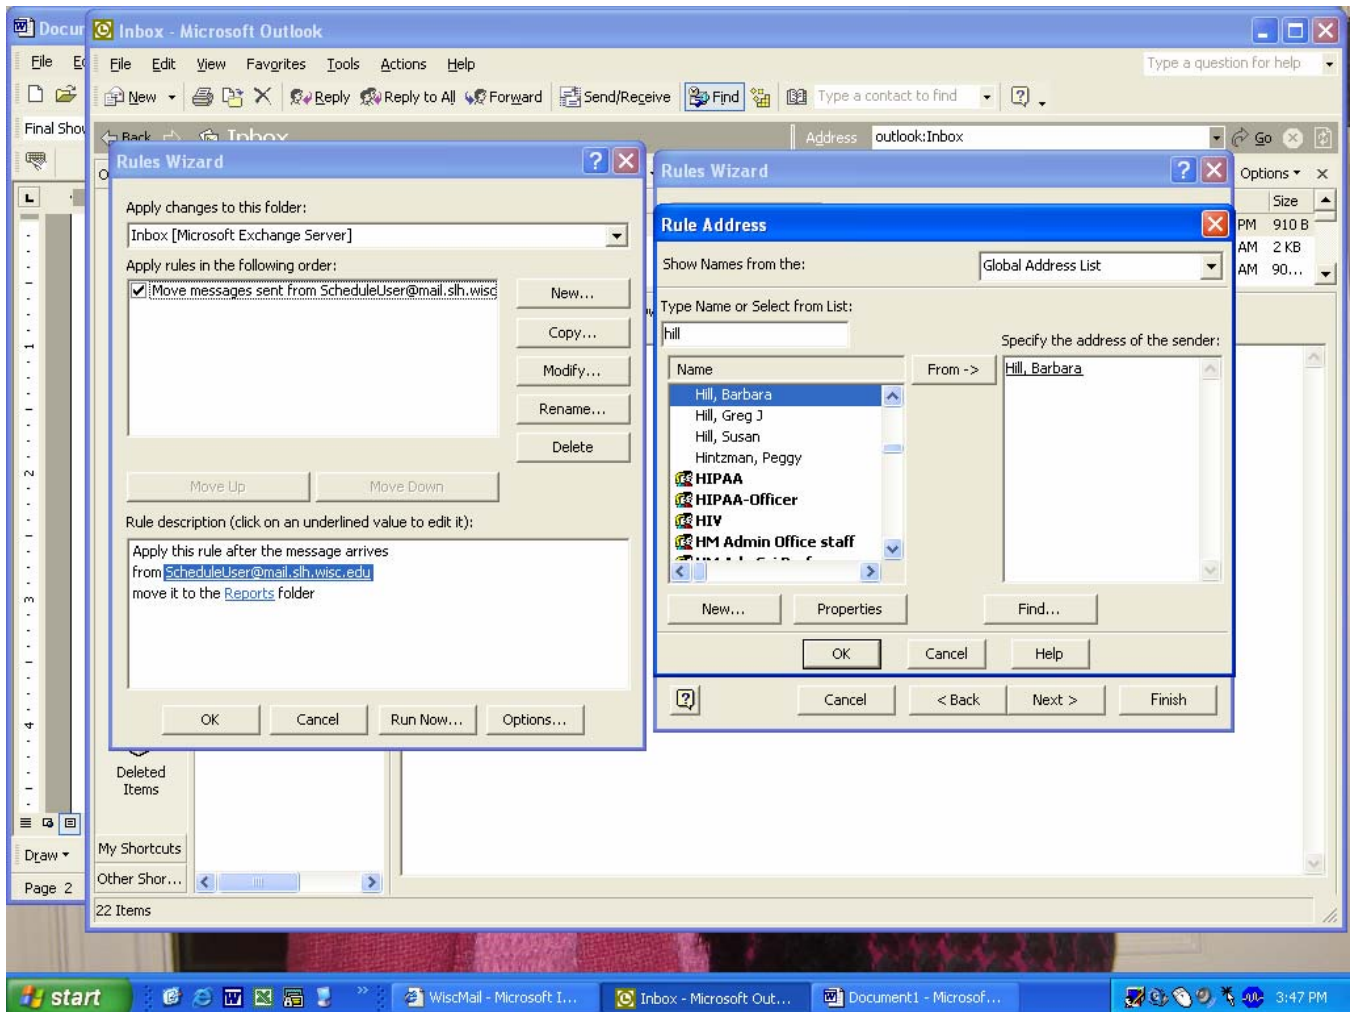 Docur
Inbox - Microsoft Outlook
File
File Edit View Favorites Tools Actions Help
Type a question for help
New Reply Reply to All Forward Send/Receive Find Type a contact to find
Final Show
Back Inbox
Address outlook:Inbox Go
Options
Size
PM 910 B
AM 2 KB
AM 90...
Rules Wizard
Apply changes to this folder:
Inbox [Microsoft Exchange Server]
Apply rules in the following order:
Move messages sent from ScheduleUser@mail.slh.wisc
New...
Copy...
Modify...
Rename...
Delete
Move Up Move Down
Rule description (click on an underlined value to edit it):
Apply this rule after the message arrives
from ScheduleUser@mail.slh.wisc.edu
move it to the Reports folder
OK Cancel Run Now... Options...
Rules Wizard
Rule Address
Show Names from the: Global Address List
Type Name or Select from List:
hill
Specify the address of the sender:
Name
From ->
Hill, Barbara
Hill, Barbara
Hill, Greg J
Hill, Susan
Hintzman, Peggy
HIPAA
HIPAA-Officer
HIV
HM Admin Office staff
New... Properties Find...
OK Cancel Help
Cancel < Back Next > Finish
1
2
3
4
Deleted
Items
My Shortcuts
Other Shor...
22 Items
Draw
Page 2
start
WiscMail - Microsoft I...
Inbox - Microsoft Out...
Document1 - Microsof...
3:47 PM